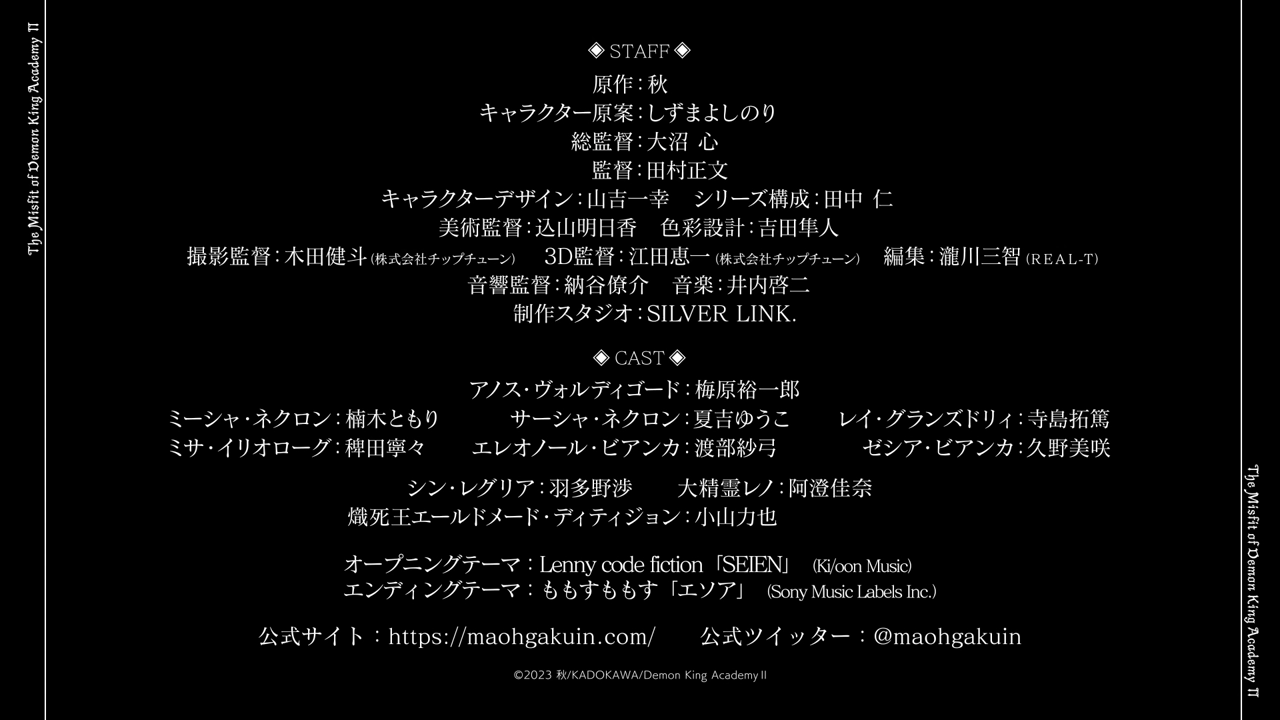 The Misfit of Demon King Academy II
◈ STAFF ◈
原作：秋
キャラクター原案：しずまよしのり
総監督：大沼 心
監督：田村正文
キャラクターデザイン：山吉一幸　シリーズ構成：田中 仁
美術監督：込山明日香　色彩設計：吉田隼人
撮影監督：木田健斗（株式会社チップチューン）　3D監督：江田恵一（株式会社チップチューン）　編集：瀧川三智（REAL-T）
音響監督：納谷僚介　音楽：井内啓二
制作スタジオ：SILVER LINK.
◈ CAST ◈
アノス・ヴォルディゴード：梅原裕一郎
ミーシャ・ネクロン：楠木ともり　サーシャ・ネクロン：夏吉ゆうこ　レイ・グランズドリィ：寺島拓篤
ミサ・イリオローグ：稗田寧々　エレオノール・ビアンカ：渡部紗弓　ゼシア・ビアンカ：久野美咲
シン・レグリア：羽多野渉　大精霊レノ：阿澄佳奈
熾死王エールドメード・ディティジョン：小山力也
オープニングテーマ：Lenny code fiction「SEIEN」（Ki/oon Music）
エンディングテーマ：ももすももす「エソア」（Sony Music Labels Inc.）
公式サイト：https://maohgakuin.com/　公式ツイッター：@maohgakuin
©2023 秋/KADOKAWA/Demon King Academy II
The Misfit of Demon King Academy II